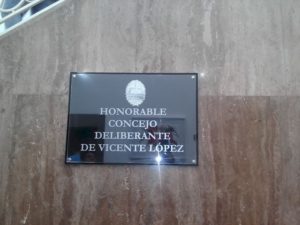 HONORABLE
CONCEJO
DELIBERANTE
DE VICENTE LÓPEZ